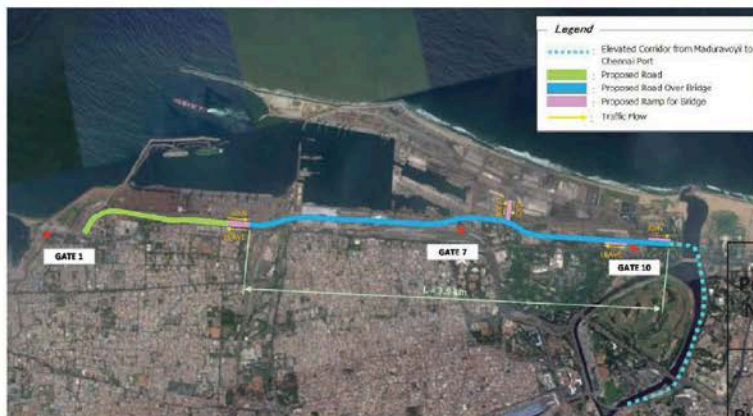 Legend
: Elevated Corridor from Maduravoyil to
Chennai Port
: Proposed Road
: Proposed Road Over Bridge
: Proposed Ramp for Bridge
: Traffic Flow
GATE 1
GATE 7
GATE 10